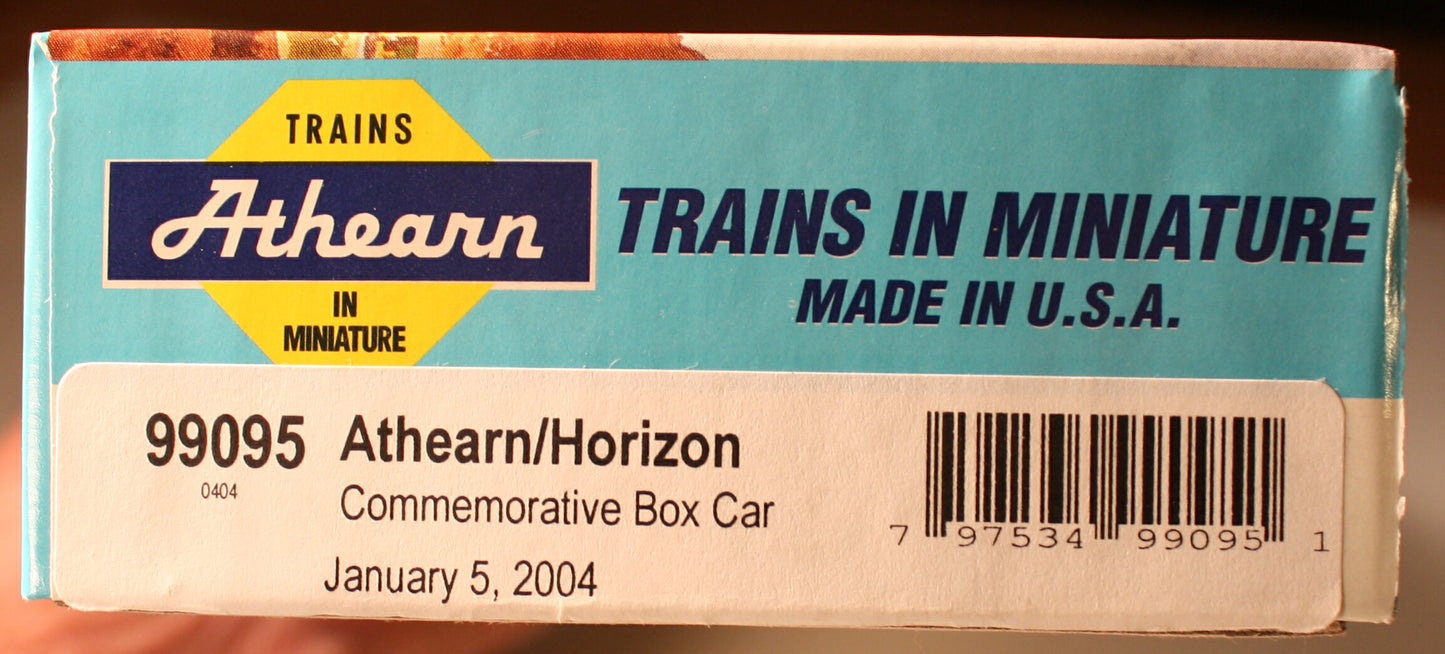 TRAINS
Athearn
IN
MINIATURE
TRAINS IN MINIATURE
MADE IN U.S.A.
99095
0404
Athearn/Horizon
Commemorative Box Car
January 5, 2004
7 97534 99095 1